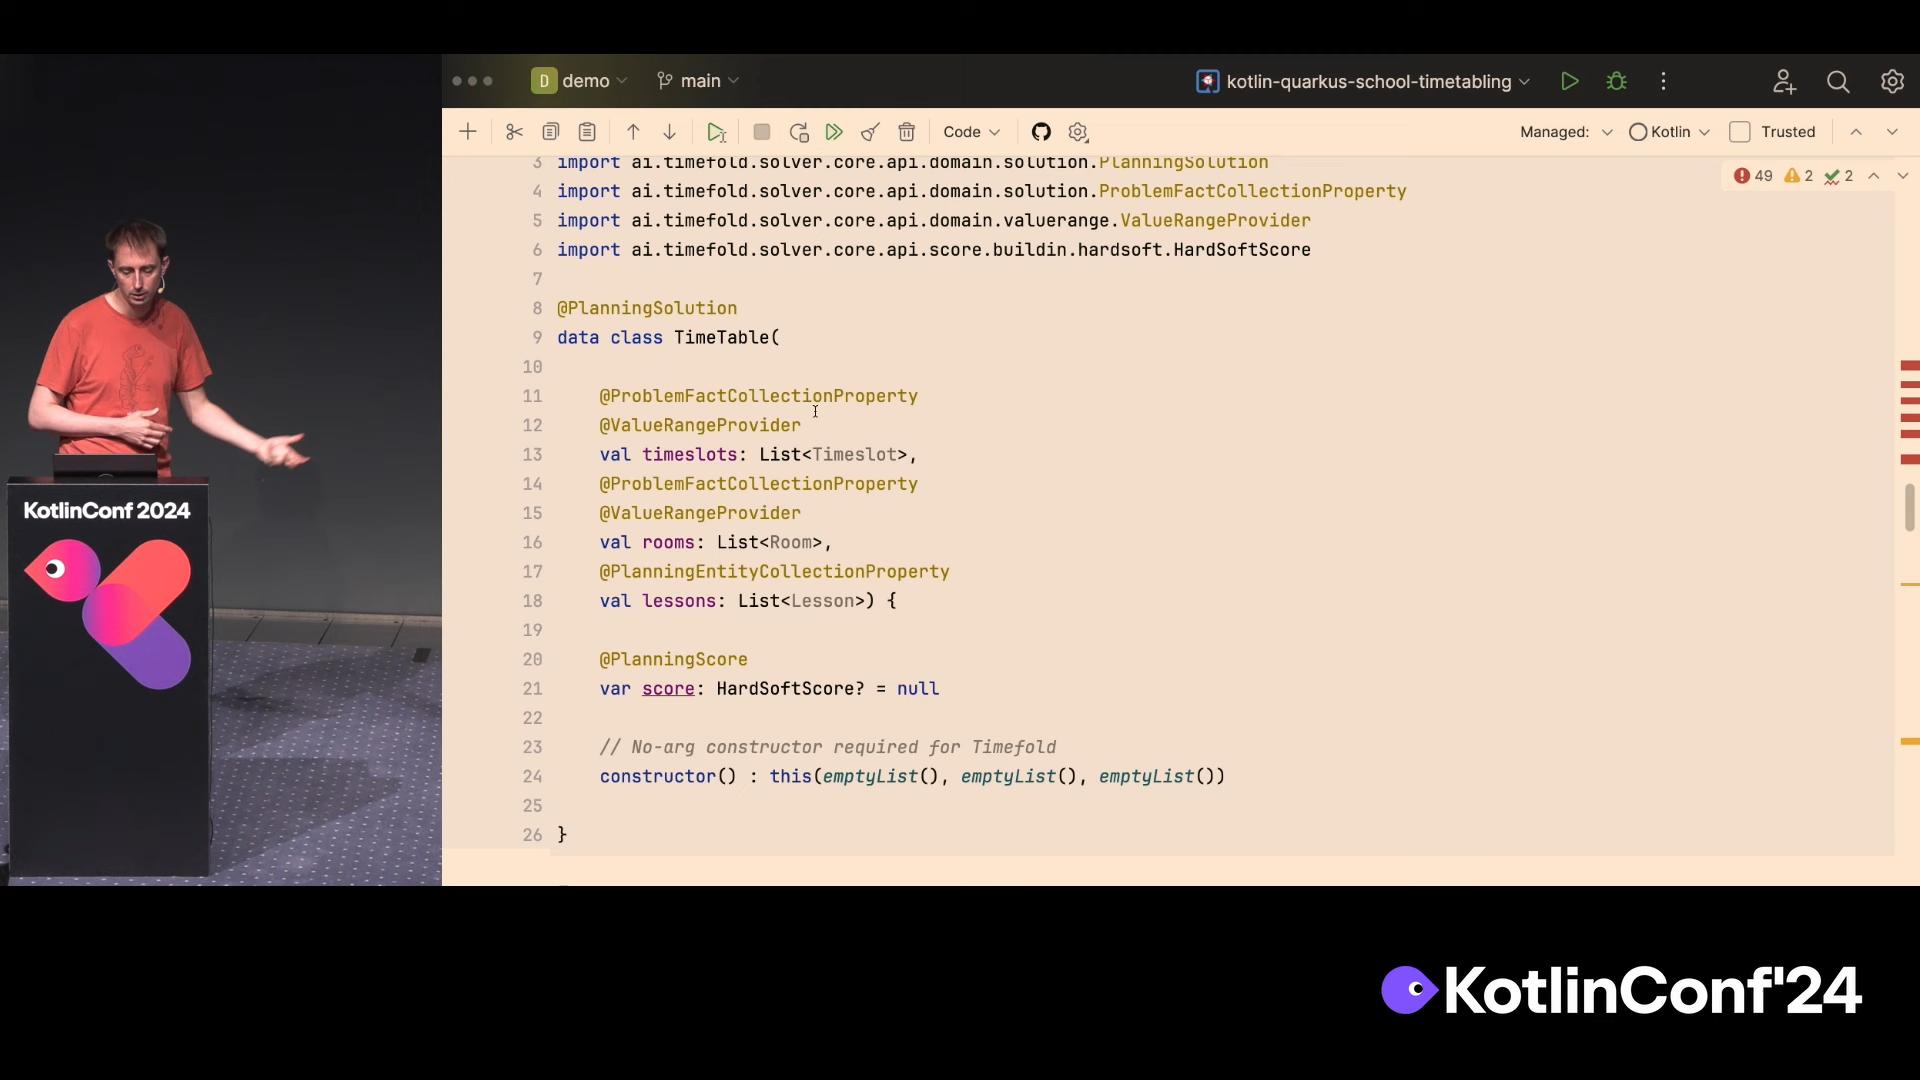 D demo main kotlin-quarkus-school-timetabling
Code Managed: Kotlin Trusted
3 import ai.timefold.solver.core.api.domain.solution.PlanningSolution
49 2 2
4 import ai.timefold.solver.core.api.domain.solution.ProblemFactCollectionProperty
5 import ai.timefold.solver.core.api.domain.valuerange.ValueRangeProvider
6 import ai.timefold.solver.core.api.score.buildin.hardsoft.HardSoftScore
7
8 @PlanningSolution
9 data class TimeTable(
10
11 @ProblemFactCollectionProperty
12 @ValueRangeProvider
13 val timeslots: List<Timeslot>,
14 @ProblemFactCollectionProperty
15 @ValueRangeProvider
16 val rooms: List<Room>,
17 @PlanningEntityCollectionProperty
18 val lessons: List<Lesson>) {
19
20 @PlanningScore
21 var score: HardSoftScore? = null
22
23 // No-arg constructor required for Timefold
24 constructor() : this(emptyList(), emptyList(), emptyList())
25
26 }
KotlinConf 2024
KotlinConf'24